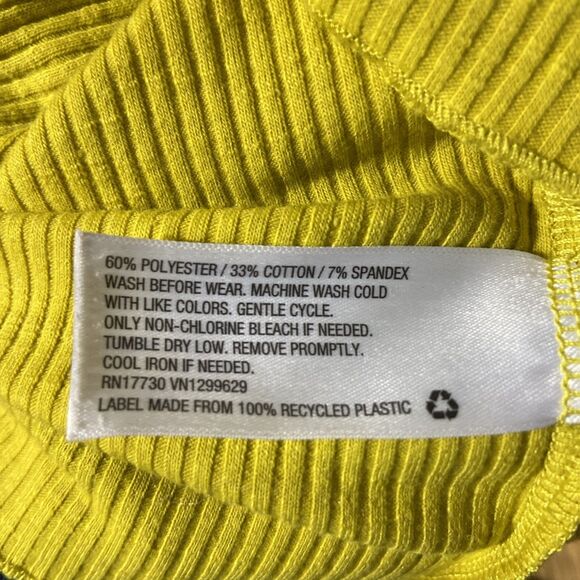 60% POLYESTER / 33% COTTON / 7% SPANDEX
WASH BEFORE WEAR. MACHINE WASH COLD
WITH LIKE COLORS. GENTLE CYCLE.
ONLY NON-CHLORINE BLEACH IF NEEDED.
TUMBLE DRY LOW. REMOVE PROMPTLY.
COOL IRON IF NEEDED.
RN17730 VN1299629
LABEL MADE FROM 100% RECYCLED PLASTIC